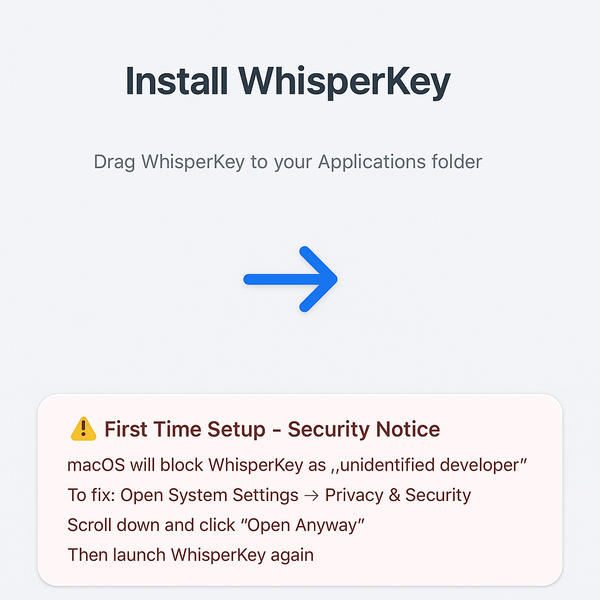 Install WhisperKey
Drag WhisperKey to your Applications folder
⚠️ First Time Setup - Security Notice
macOS will block WhisperKey as ,,unidentified developer”
To fix: Open System Settings → Privacy & Security
Scroll down and click ”Open Anyway”
Then launch WhisperKey again